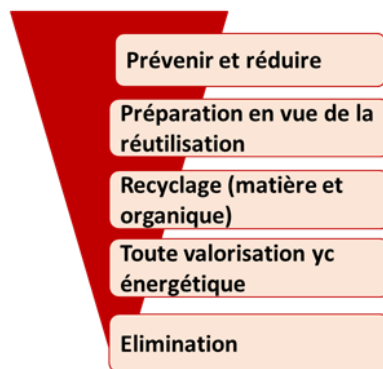 Prévenir et réduire
Préparation en vue de la
réutilisation
Recyclage (matière et
organique)
Toute valorisation yc
énergétique
Elimination